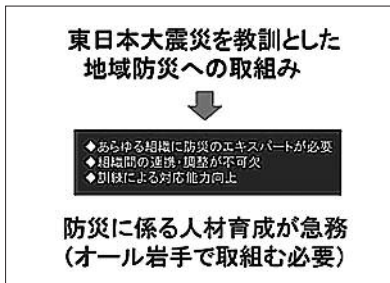 東日本大震災を教訓とした
地域防災への取組み
◆あらゆる組織に防災のエキスパートが必要
◆組織間の連携・調整が不可欠
◆訓練による対応能力向上
防災に係る人材育成が急務
(オール岩手で取組む必要)